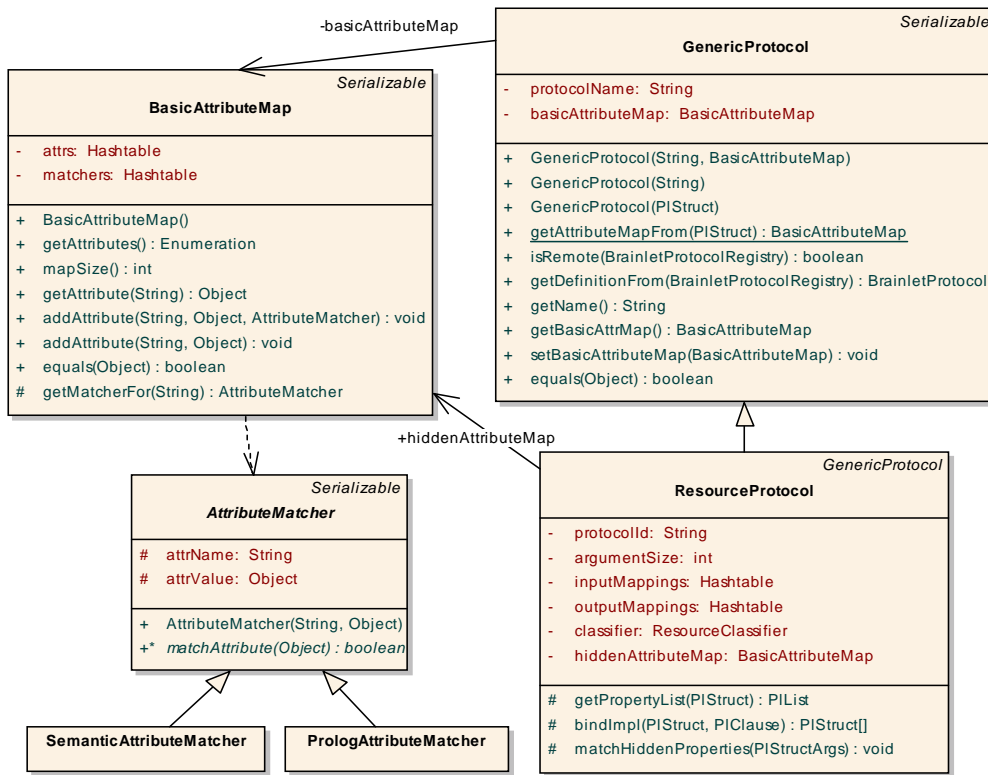 -basicAttributeMap
Serializable
GenericProtocol
- protocolName: String
- basicAttributeMap: BasicAttributeMap
+ GenericProtocol(String, BasicAttributeMap)
+ GenericProtocol(String)
+ GenericProtocol(PlStruct)
+ getAttributeMapFrom(PlStruct) : BasicAttributeMap
+ isRemote(BrainletProtocolRegistry) : boolean
+ getDefinitionFrom(BrainletProtocolRegistry) : BrainletProtocol
+ getName() : String
+ getBasicAttrMap() : BasicAttributeMap
+ setBasicAttributeMap(BasicAttributeMap) : void
+ equals(Object) : boolean
Serializable
BasicAttributeMap
- attrs: Hashtable
- matchers: Hashtable
+ BasicAttributeMap()
+ getAttributes() : Enumeration
+ mapSize() : int
+ getAttribute(String) : Object
+ addAttribute(String, Object, AttributeMatcher) : void
+ addAttribute(String, Object) : void
+ equals(Object) : boolean
# getMatcherFor(String) : AttributeMatcher
+hiddenAttributeMap
Serializable
AttributeMatcher
# attrName: String
# attrValue: Object
+ AttributeMatcher(String, Object)
+* matchAttribute(Object) : boolean
GenericProtocol
ResourceProtocol
- protocolId: String
- argumentSize: int
- inputMappings: Hashtable
- outputMappings: Hashtable
- classifier: ResourceClassifier
- hiddenAttributeMap: BasicAttributeMap
# getPropertyList(PlStruct) : PlList
# bindImpl(PlStruct, PlClause) : PlStruct[]
# matchHiddenProperties(PlStructArgs) : void
SemanticAttributeMatcher
PrologAttributeMatcher